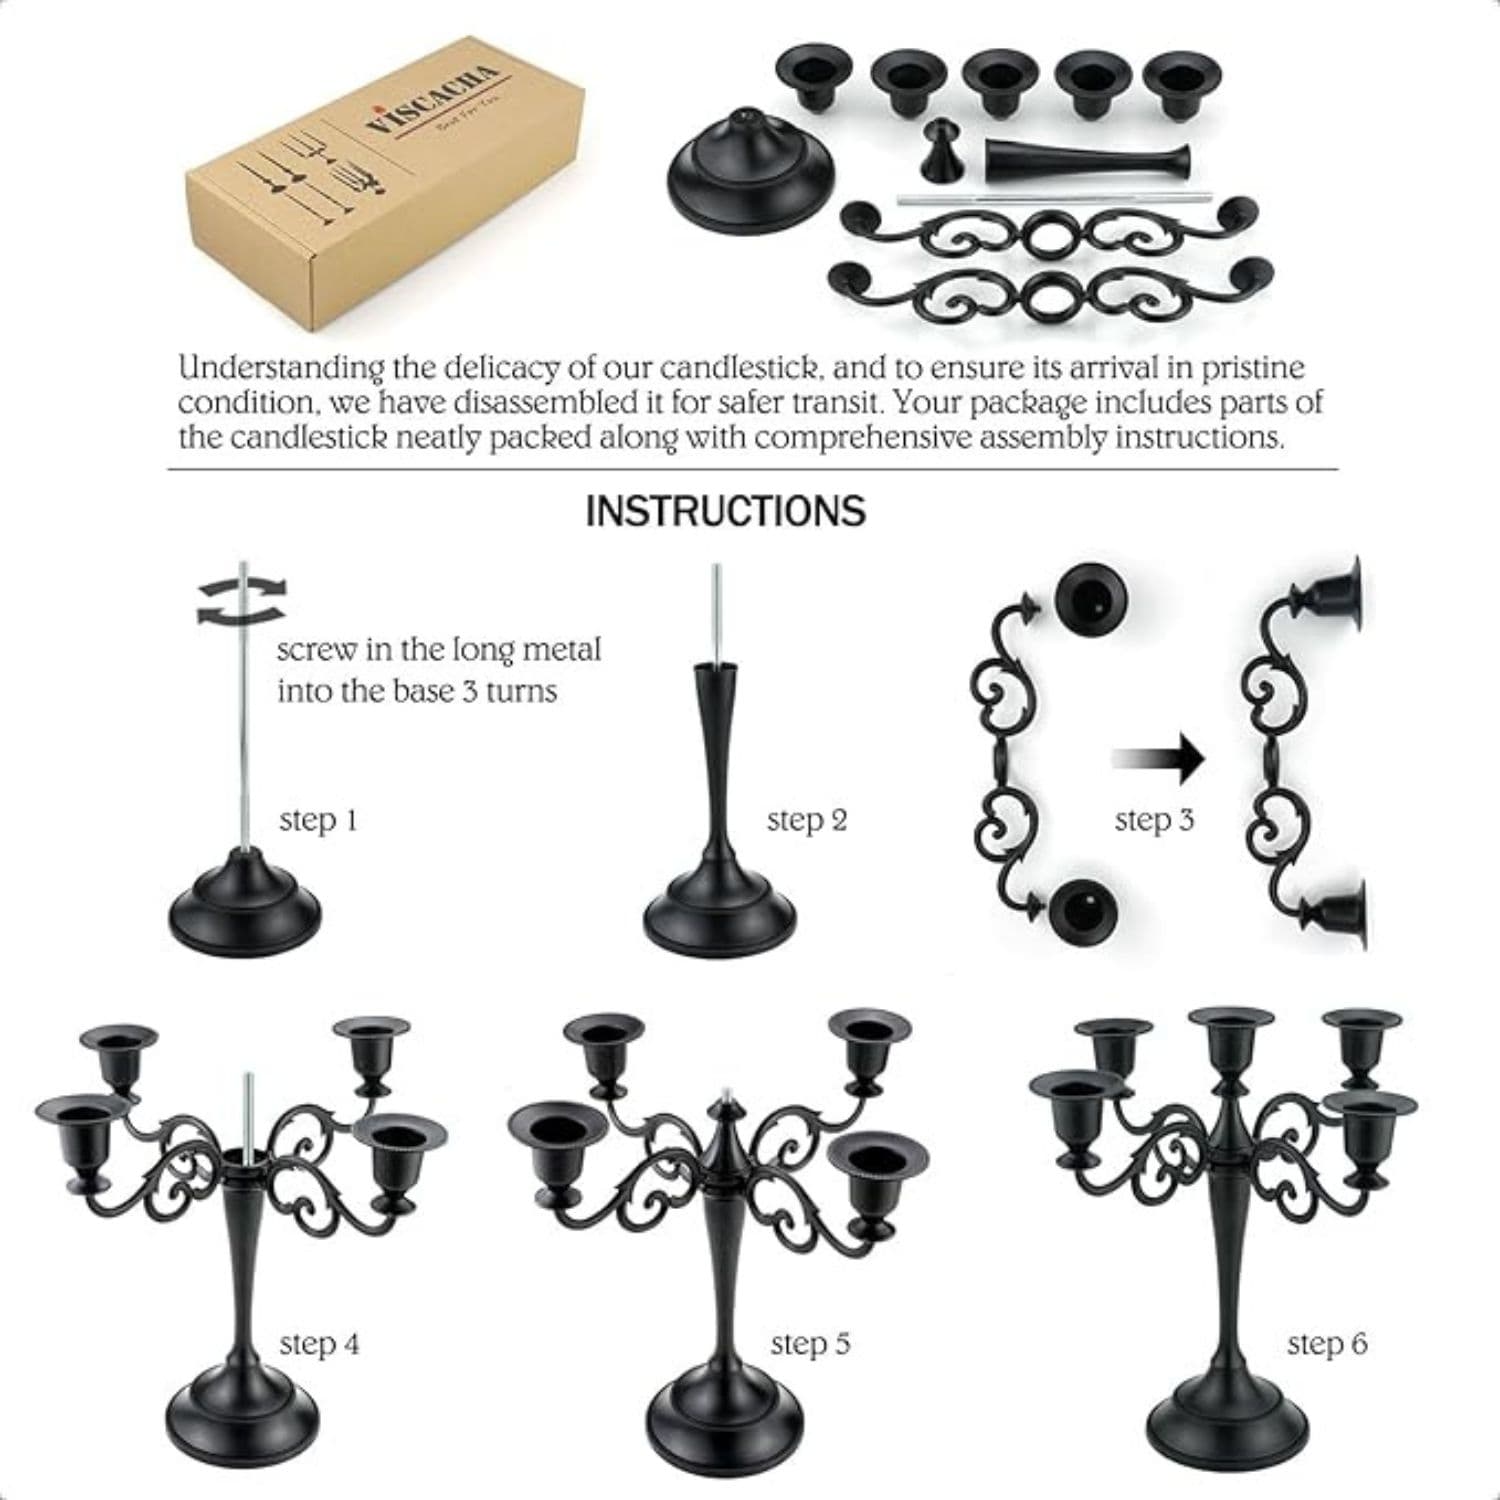 VISCACHA
Best For You
Understanding the delicacy of our candlestick, and to ensure its arrival in pristine
condition, we have disassembled it for safer transit. Your package includes parts of
the candlestick neatly packed along with comprehensive assembly instructions.
INSTRUCTIONS
screw in the long metal
into the base 3 turns
step 1
step 2
step 3
step 4
step 5
step 6